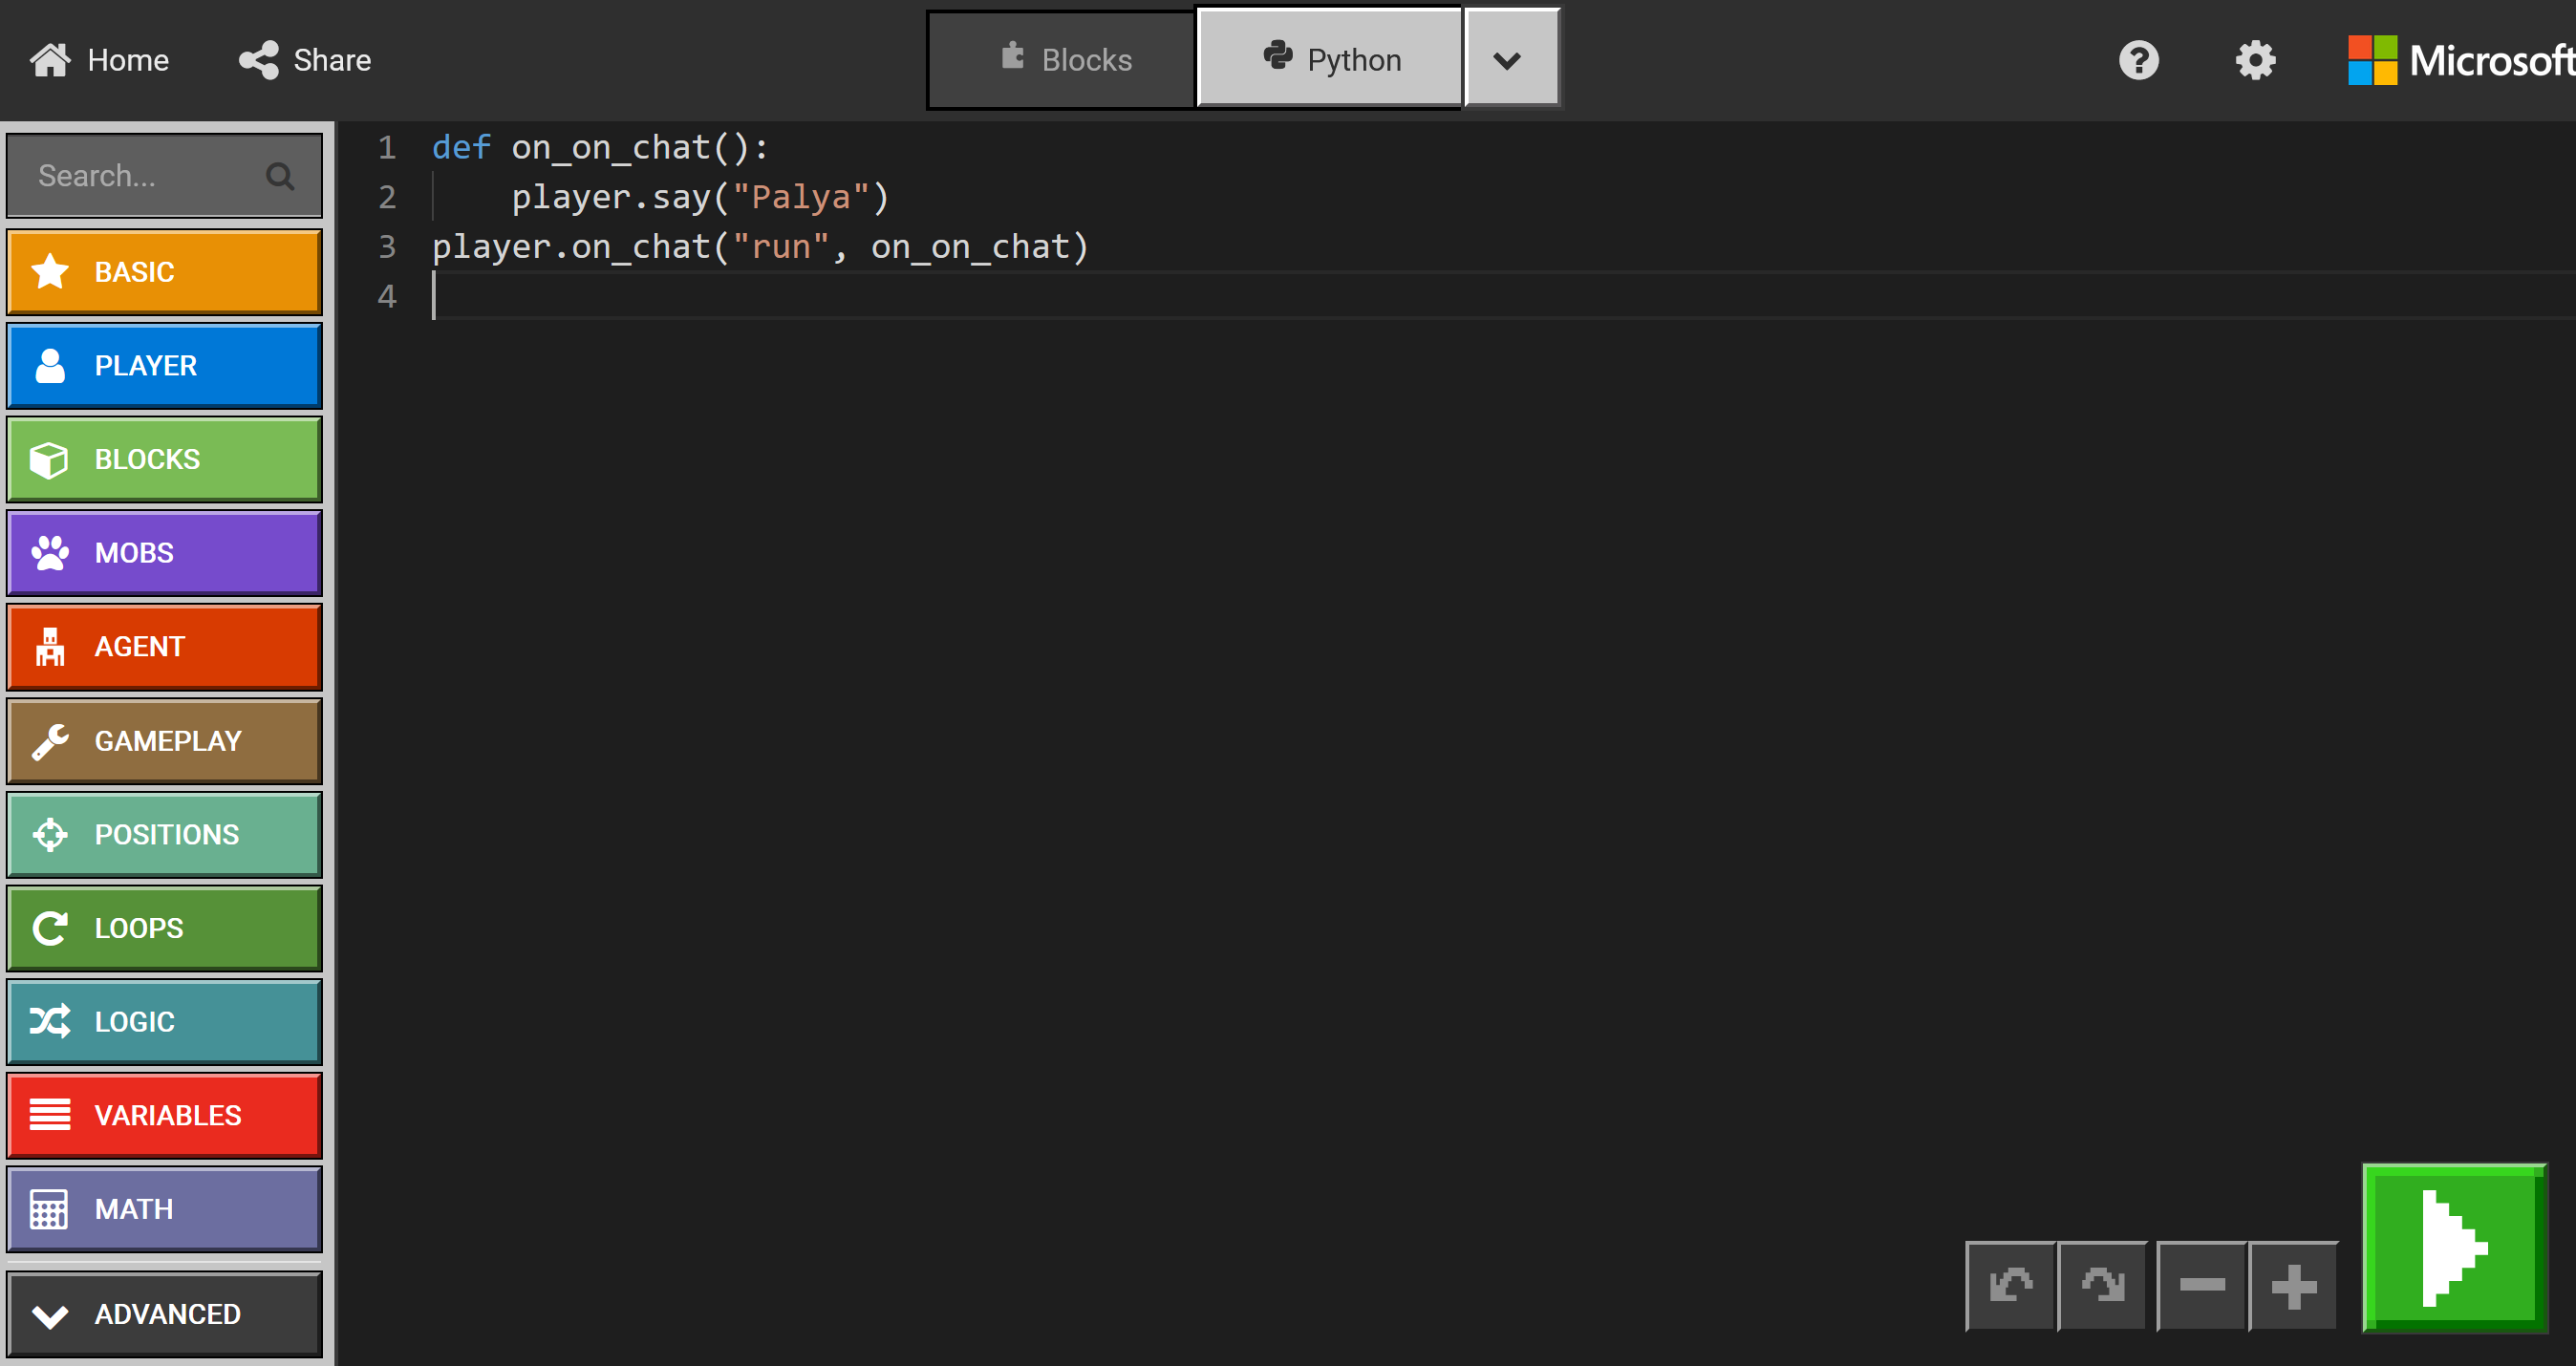 Home
Share
Blocks
Python
Microsoft
Search...
BASIC
PLAYER
BLOCKS
MOBS
AGENT
GAMEPLAY
POSITIONS
LOOPS
LOGIC
VARIABLES
MATH
ADVANCED
1 def on_on_chat():
2     player.say("Palya")
3 player.on_chat("run", on_on_chat)
4